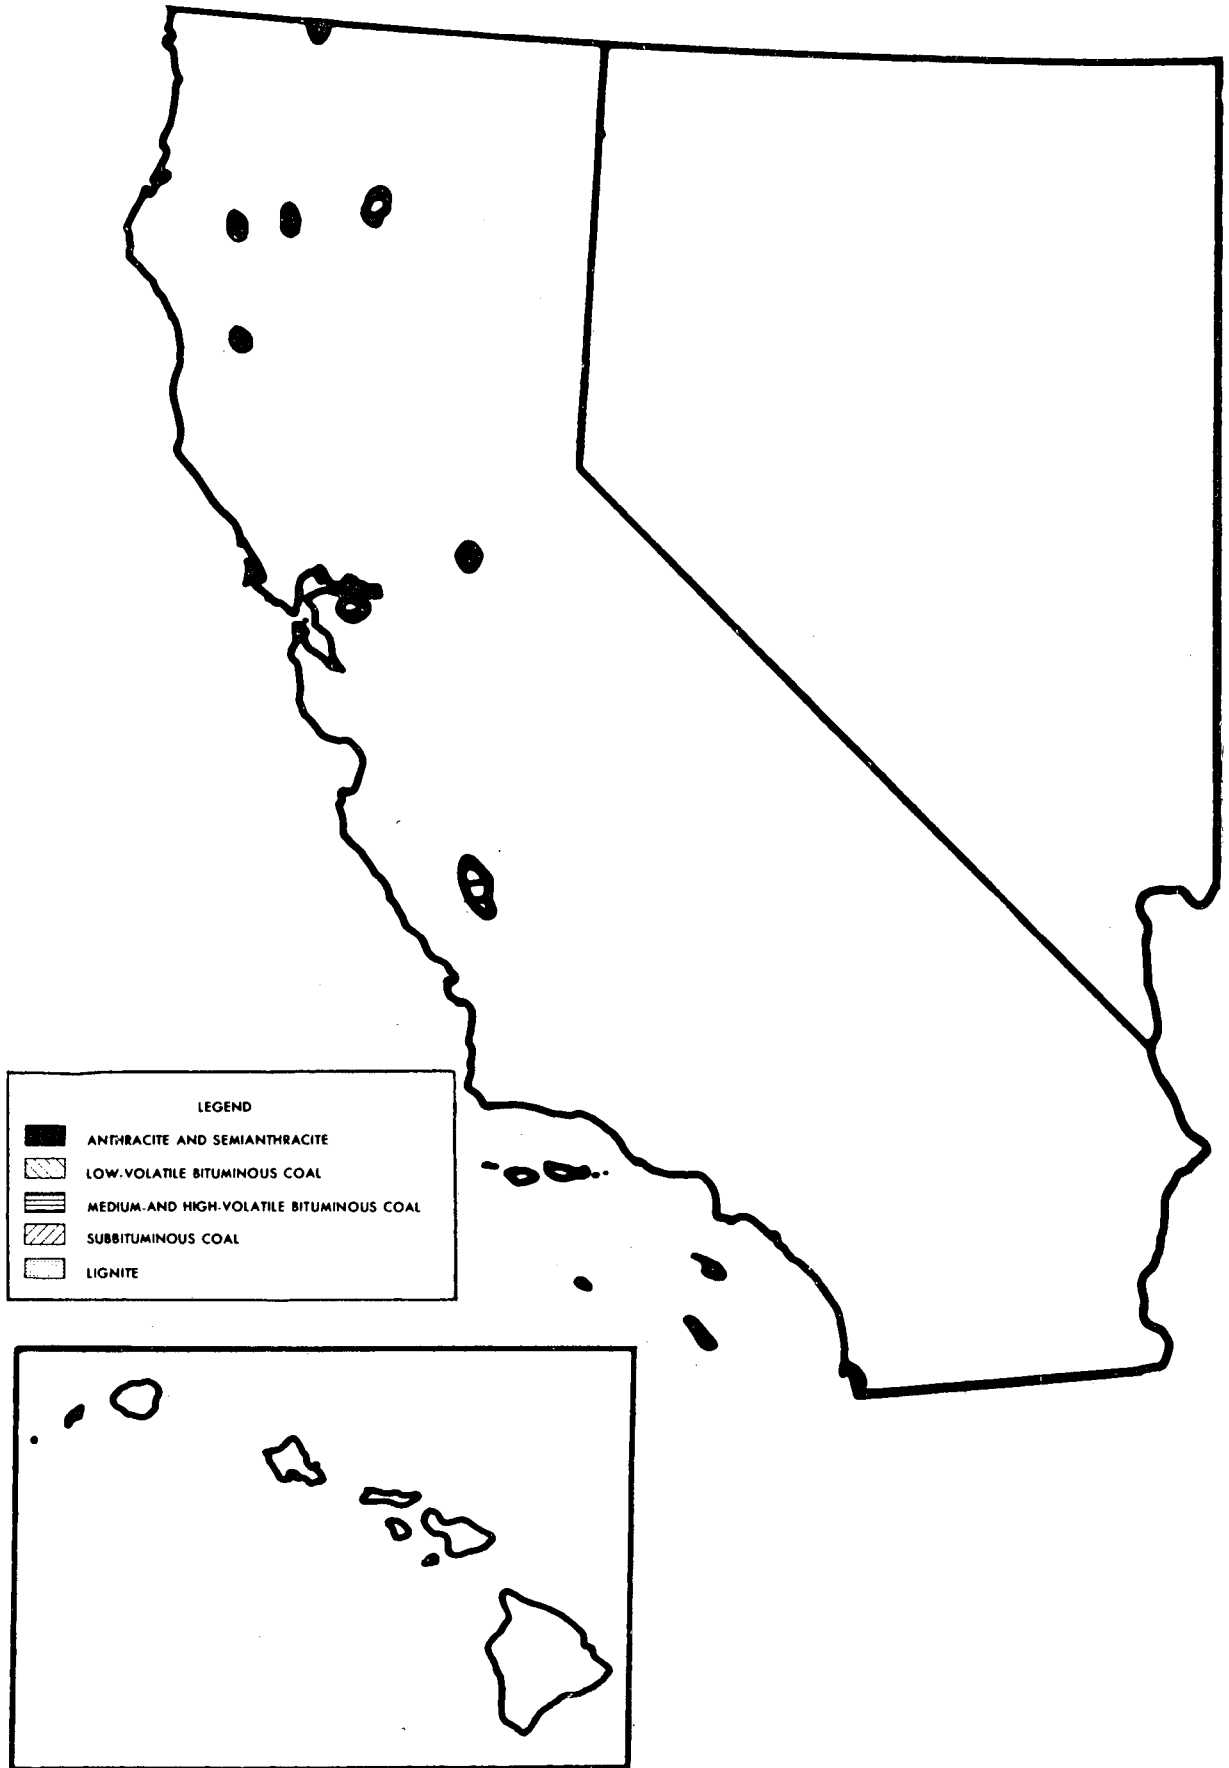 LEGEND
ANTHRACITE AND SEMIANTHRACITE
LOW-VOLATILE BITUMINOUS COAL
MEDIUM-AND HIGH-VOLATILE BITUMINOUS COAL
SUBBITUMINOUS COAL
LIGNITE